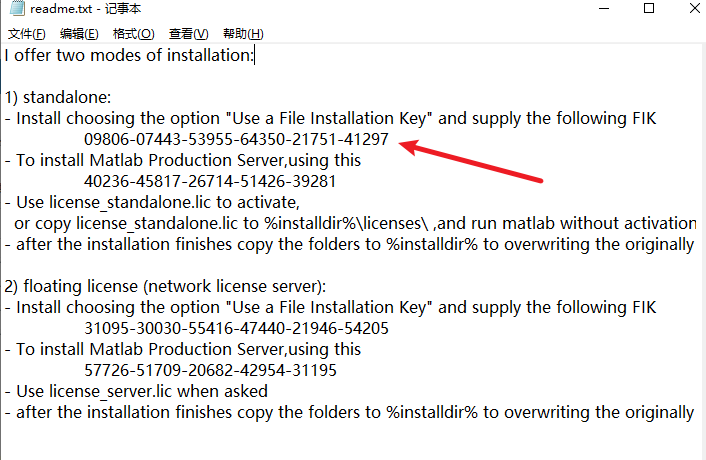 readme.txt - 记事本
文件(F) 编辑(E) 格式(O) 查看(V) 帮助(H)
I offer two modes of installation:
1) standalone:
- Install choosing the option "Use a File Installation Key" and supply the following FIK
09806-07443-53955-64350-21751-41297
- To install Matlab Production Server,using this
40236-45817-26714-51426-39281
- Use license_standalone.lic to activate,
or copy license_standalone.lic to %installdir%\licenses\ ,and run matlab without activation
- after the installation finishes copy the folders to %installdir% to overwriting the originally
2) floating license (network license server):
- Install choosing the option "Use a File Installation Key" and supply the following FIK
31095-30030-55416-47440-21946-54205
- To install Matlab Production Server,using this
57726-51709-20682-42954-31195
- Use license_server.lic when asked
- after the installation finishes copy the folders to %installdir% to overwriting the originally